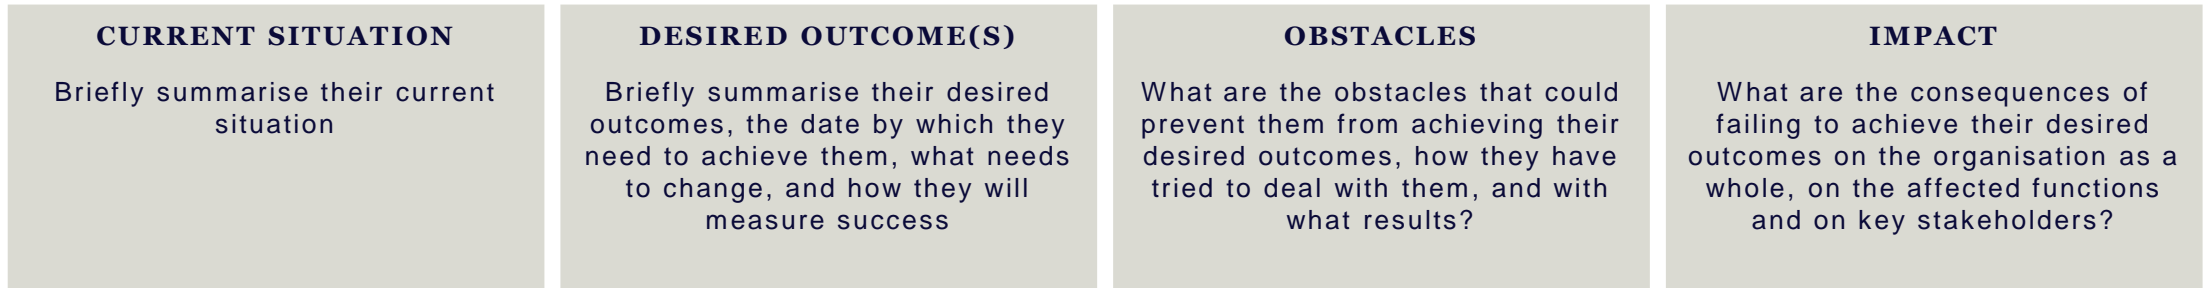 CURRENT SITUATION
Briefly summarise their current
situation
DESIRED OUTCOME(S)
Briefly summarise their desired
outcomes, the date by which they
need to achieve them, what needs
to change, and how they will
measure success
OBSTACLES
What are the obstacles that could
prevent them from achieving their
desired outcomes, how they have
tried to deal with them, and with
what results?
IMPACT
What are the consequences of
failing to achieve their desired
outcomes on the organisation as a
whole, on the affected functions
and on key stakeholders?